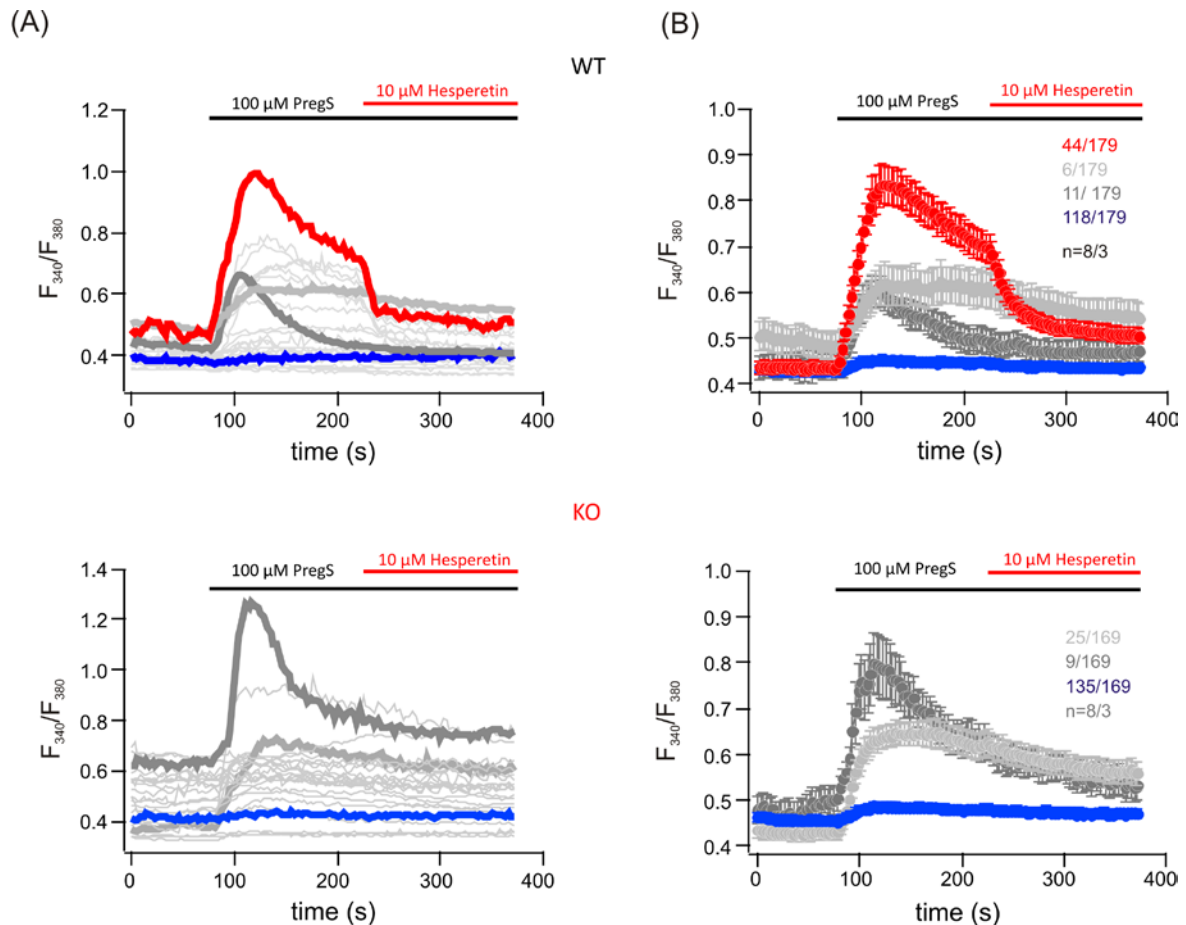 (A)
(B)
WT
10 μM Hesperetin
100 μM PregS
1.2
1.0
0.8
0.6
0.4
F340/F380
0
100
200
300
400
time (s)
10 μM Hesperetin
100 μM PregS
1.0
0.9
0.8
0.7
0.6
0.5
0.4
F340/F380
44/179
6/179
11/ 179
118/179
n=8/3
0
100
200
300
400
time (s)
KO
10 μM Hesperetin
100 μM PregS
1.4
1.2
1.0
0.8
0.6
0.4
F340/F380
0
100
200
300
400
time (s)
10 μM Hesperetin
100 μM PregS
1.0
0.9
0.8
0.7
0.6
0.5
0.4
F340/F380
25/169
9/169
135/169
n=8/3
0
100
200
300
400
time (s)